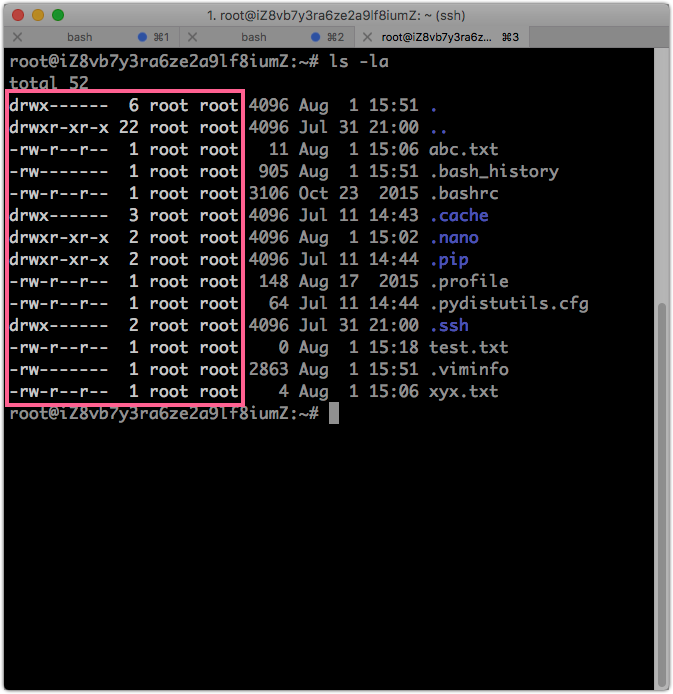 1. root@iZ8vb7y3ra6ze2a9lf8iumZ: ~ (ssh)
bash ⌘1 bash ⌘2 root@iZ8vb7y3ra6z... ⌘3
root@iZ8vb7y3ra6ze2a9lf8iumZ:~# ls -la
total 52
drwx------  6 root root 4096 Aug  1 15:51 .
drwxr-xr-x 22 root root 4096 Jul 31 21:00 ..
-rw-r--r--  1 root root   11 Aug  1 15:06 abc.txt
-rw-------  1 root root  905 Aug  1 15:51 .bash_history
-rw-r--r--  1 root root 3106 Oct 23  2015 .bashrc
drwx------  3 root root 4096 Jul 11 14:43 .cache
drwxr-xr-x  2 root root 4096 Aug  1 15:02 .nano
drwxr-xr-x  2 root root 4096 Jul 11 14:44 .pip
-rw-r--r--  1 root root  148 Aug 17  2015 .profile
-rw-r--r--  1 root root   64 Jul 11 14:44 .pydistutils.cfg
drwx------  2 root root 4096 Jul 31 21:00 .ssh
-rw-r--r--  1 root root    0 Aug  1 15:18 test.txt
-rw-------  1 root root 2863 Aug  1 15:51 .viminfo
-rw-r--r--  1 root root    4 Aug  1 15:06 xyx.txt
root@iZ8vb7y3ra6ze2a9lf8iumZ:~#